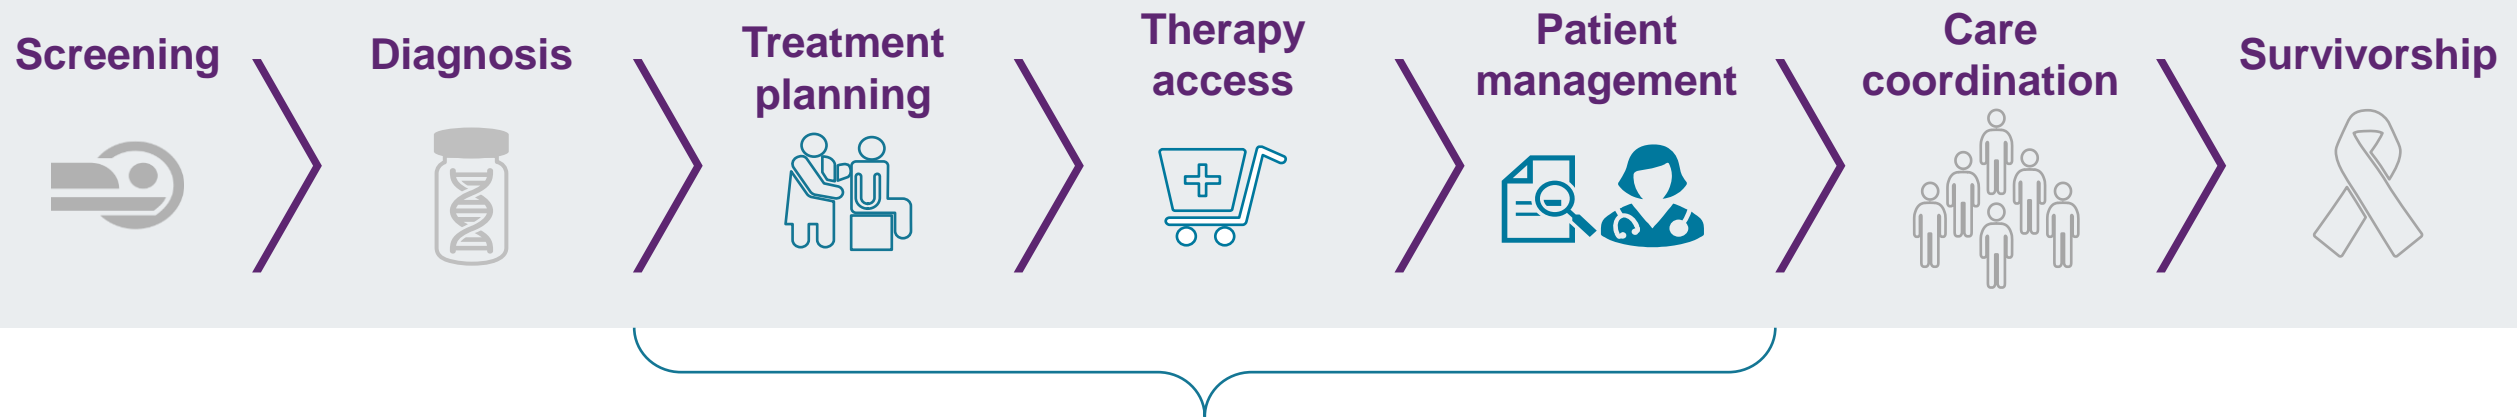 Screening
Diagnosis
Treatment
planning
Therapy
access
Patient
management
Care
coordination
Survivorship